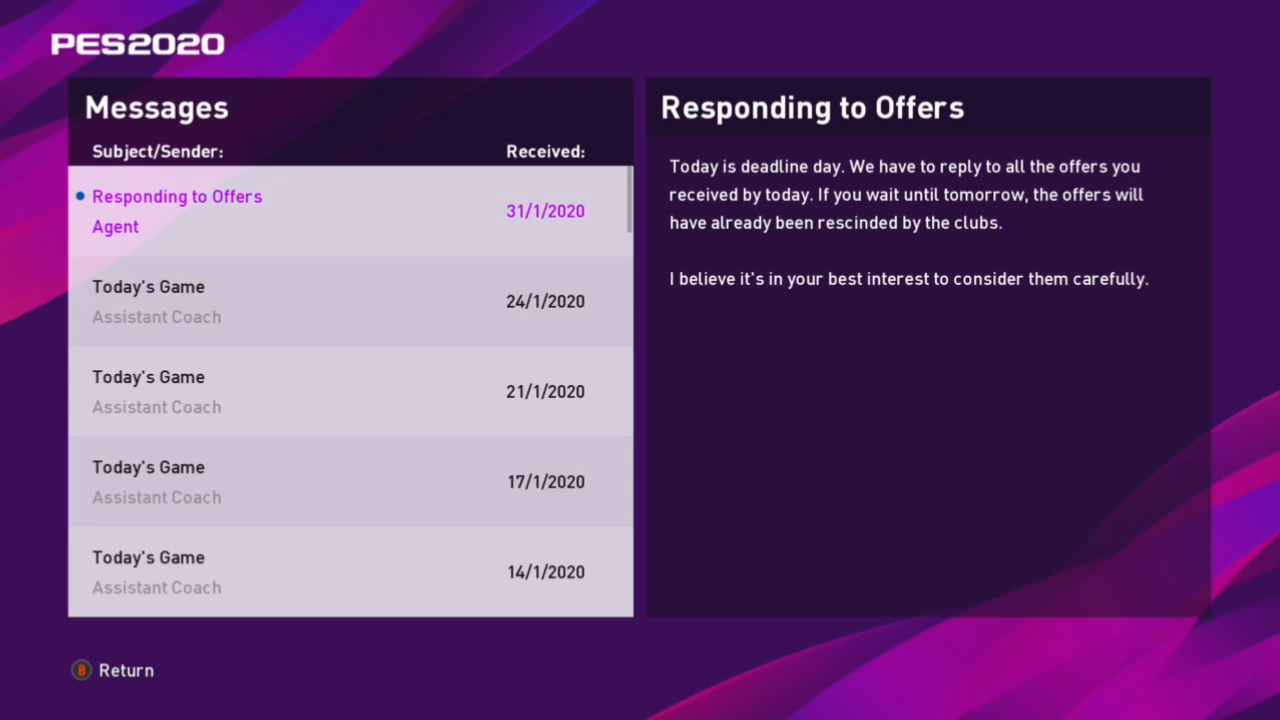 PES2020
Messages
Subject/Sender:
Received:
Responding to Offers
Agent
31/1/2020
Today's Game
Assistant Coach
24/1/2020
Today's Game
Assistant Coach
21/1/2020
Today's Game
Assistant Coach
17/1/2020
Today's Game
Assistant Coach
14/1/2020
Responding to Offers
Today is deadline day. We have to reply to all the offers you
received by today. If you wait until tomorrow, the offers will
have already been rescinded by the clubs.
I believe it's in your best interest to consider them carefully.
B Return